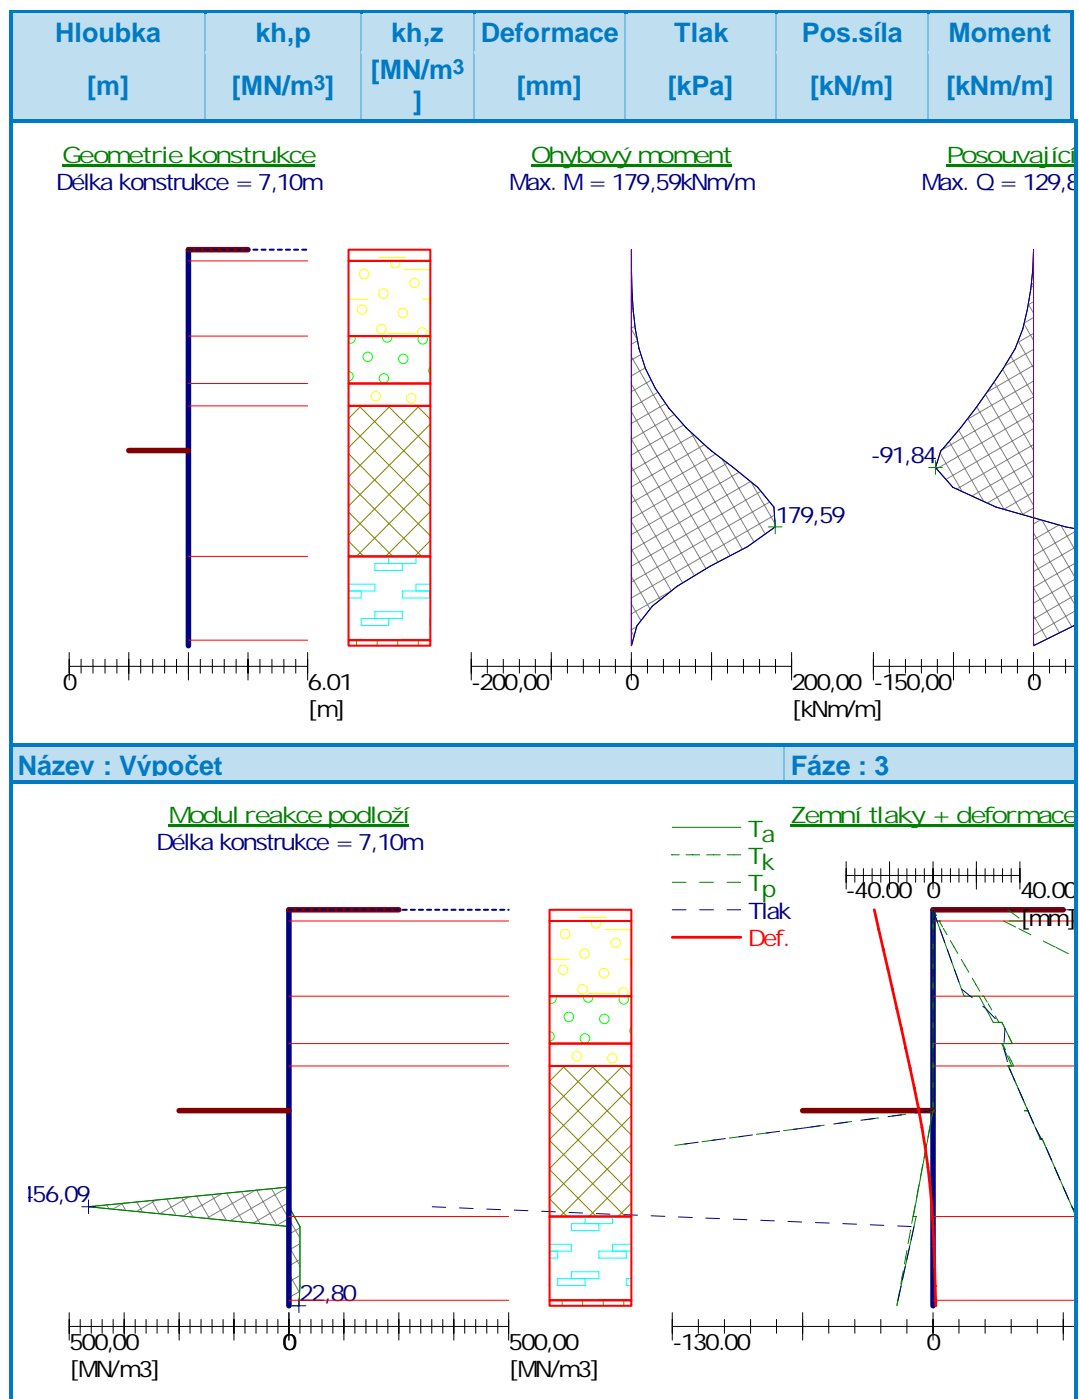 Hloubka kh,p kh,z Deformace Tlak Pos.síla Moment
[m] [MN/m3] [MN/m3 [mm] [kPa] [kN/m] [kNm/m]
]
Geometrie konstrukce Ohybový moment Posouvající
Délka konstrukce = 7,10m Max. M = 179,59kNm/m Max. Q = 129,8
-91,84
179,59
0 6.01 -200,00 0 200,00 -150,00 0
[m] [kNm/m]
Název : Výpočet Fáze : 3
Modul reakce podloží Zemní tlaky + deformace
Délka konstrukce = 7,10m
Ta
Tk
Tp
Tlak
Def.
-40.00 0 40.00
[mm]
456,09
22,80
500,00 0 500,00 -130.00 0
[MN/m3] [MN/m3]